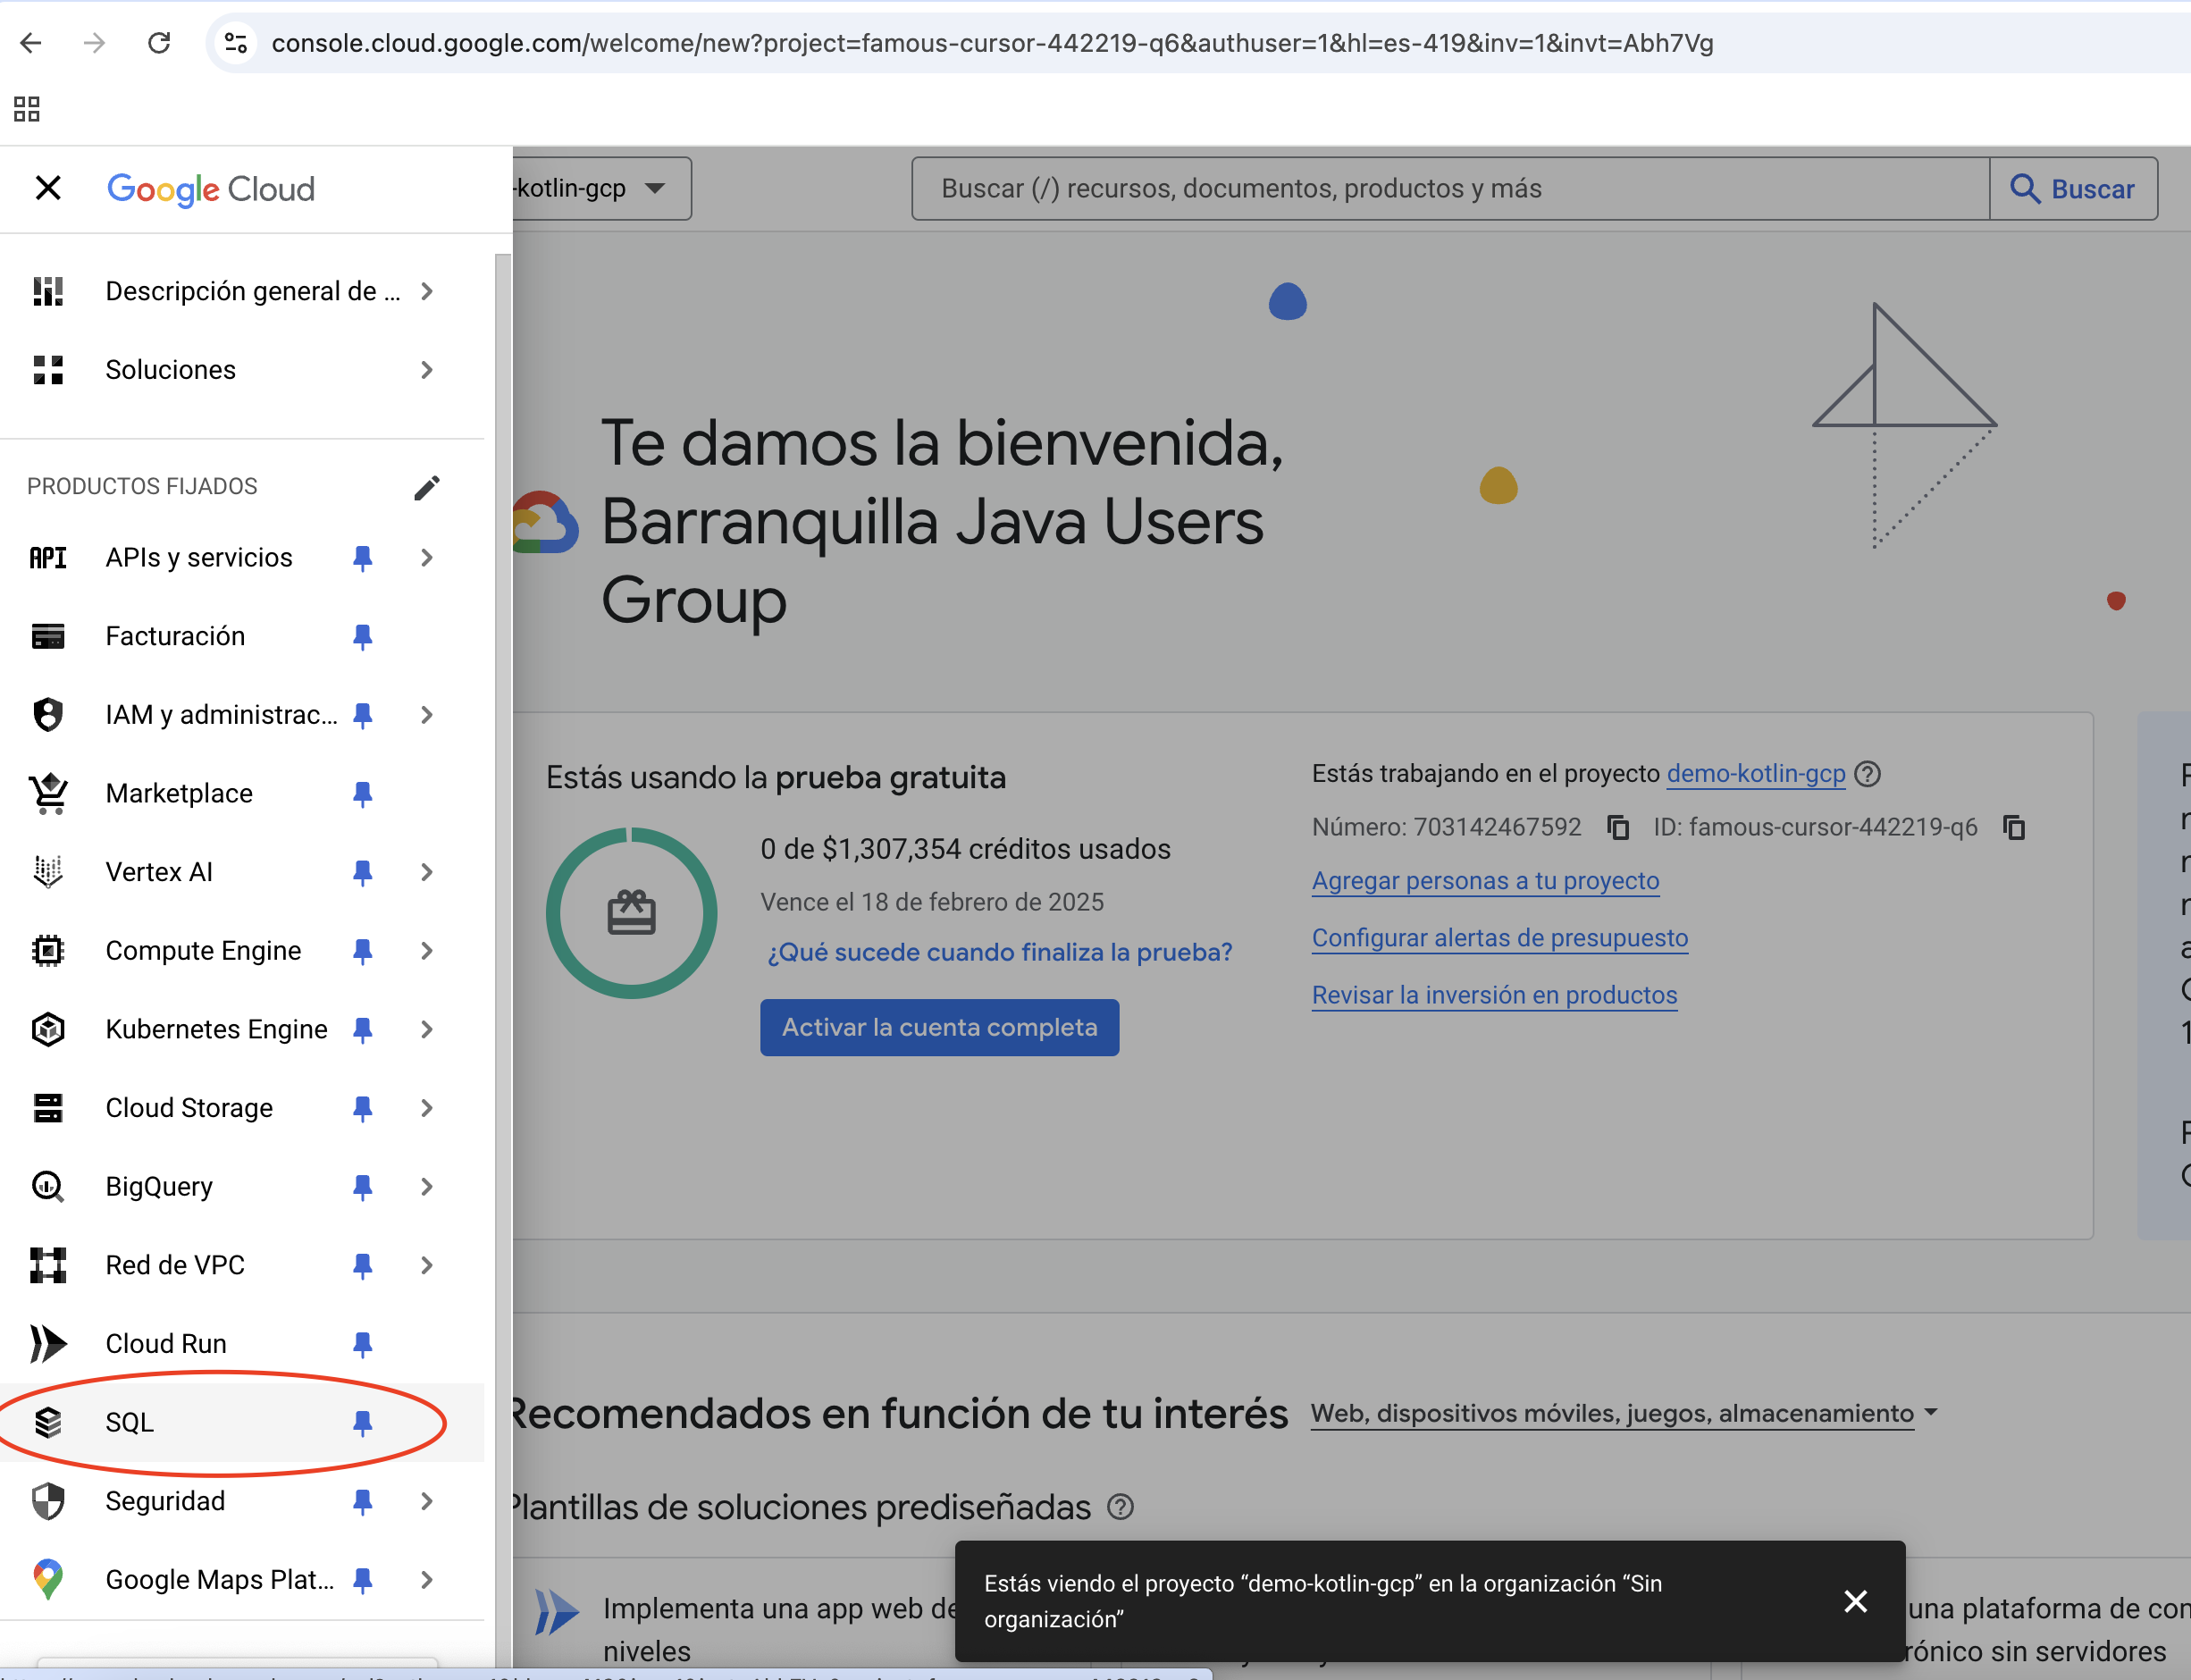 console.cloud.google.com/welcome/new?project=famous-cursor-442219-q6&authuser=1&hl=es-419&inv=1&invt=Abh7Vg
Google Cloud
-kotlin-gcp
Buscar (/) recursos, documentos, productos y más
Buscar
Descripción general de ...
Soluciones
PRODUCTOS FIJADOS
API APIs y servicios
Facturación
IAM y administrac...
Marketplace
Vertex AI
Compute Engine
Kubernetes Engine
Cloud Storage
BigQuery
Red de VPC
Cloud Run
SQL
Seguridad
Google Maps Plat...
Te damos la bienvenida,
Barranquilla Java Users
Group
Estás usando la prueba gratuita
0 de $1,307,354 créditos usados
Vence el 18 de febrero de 2025
¿Qué sucede cuando finaliza la prueba?
Activar la cuenta completa
Estás trabajando en el proyecto demo-kotlin-gcp
Número: 703142467592 ID: famous-cursor-442219-q6
Agregar personas a tu proyecto
Configurar alertas de presupuesto
Revisar la inversión en productos
Recomendados en función de tu interés Web, dispositivos móviles, juegos, almacenamiento
Plantillas de soluciones prediseñadas
Implementa una app web de
niveles
una plataforma de
sin servidores
Estás viendo el proyecto “demo-kotlin-gcp” en la organización “Sin
organización”